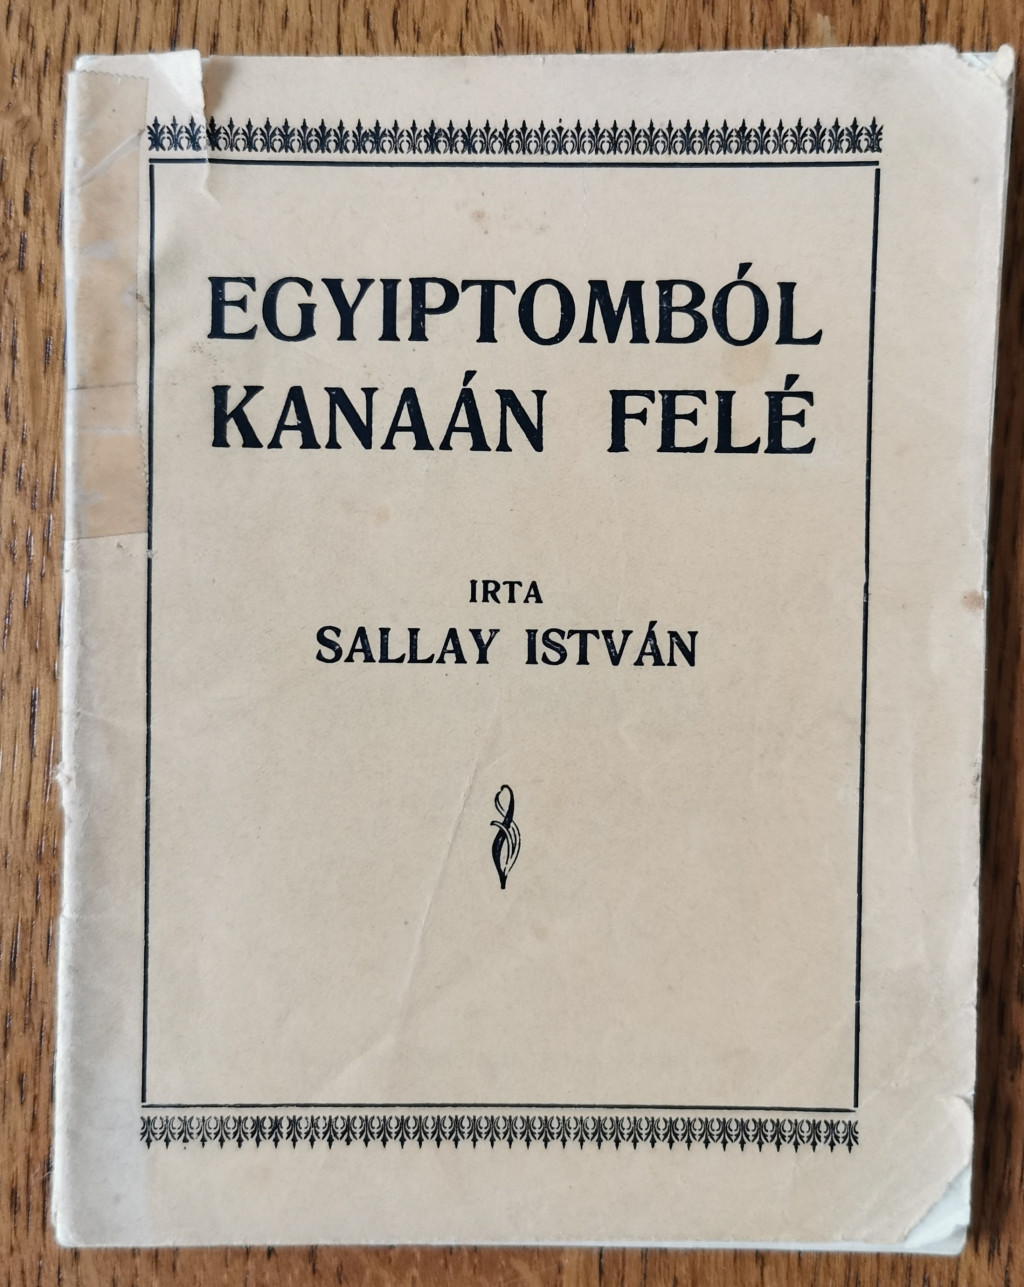 EGYIPTOMBÓL
KANAÁN FELÉ
IRTA
SALLAY ISTVÁN